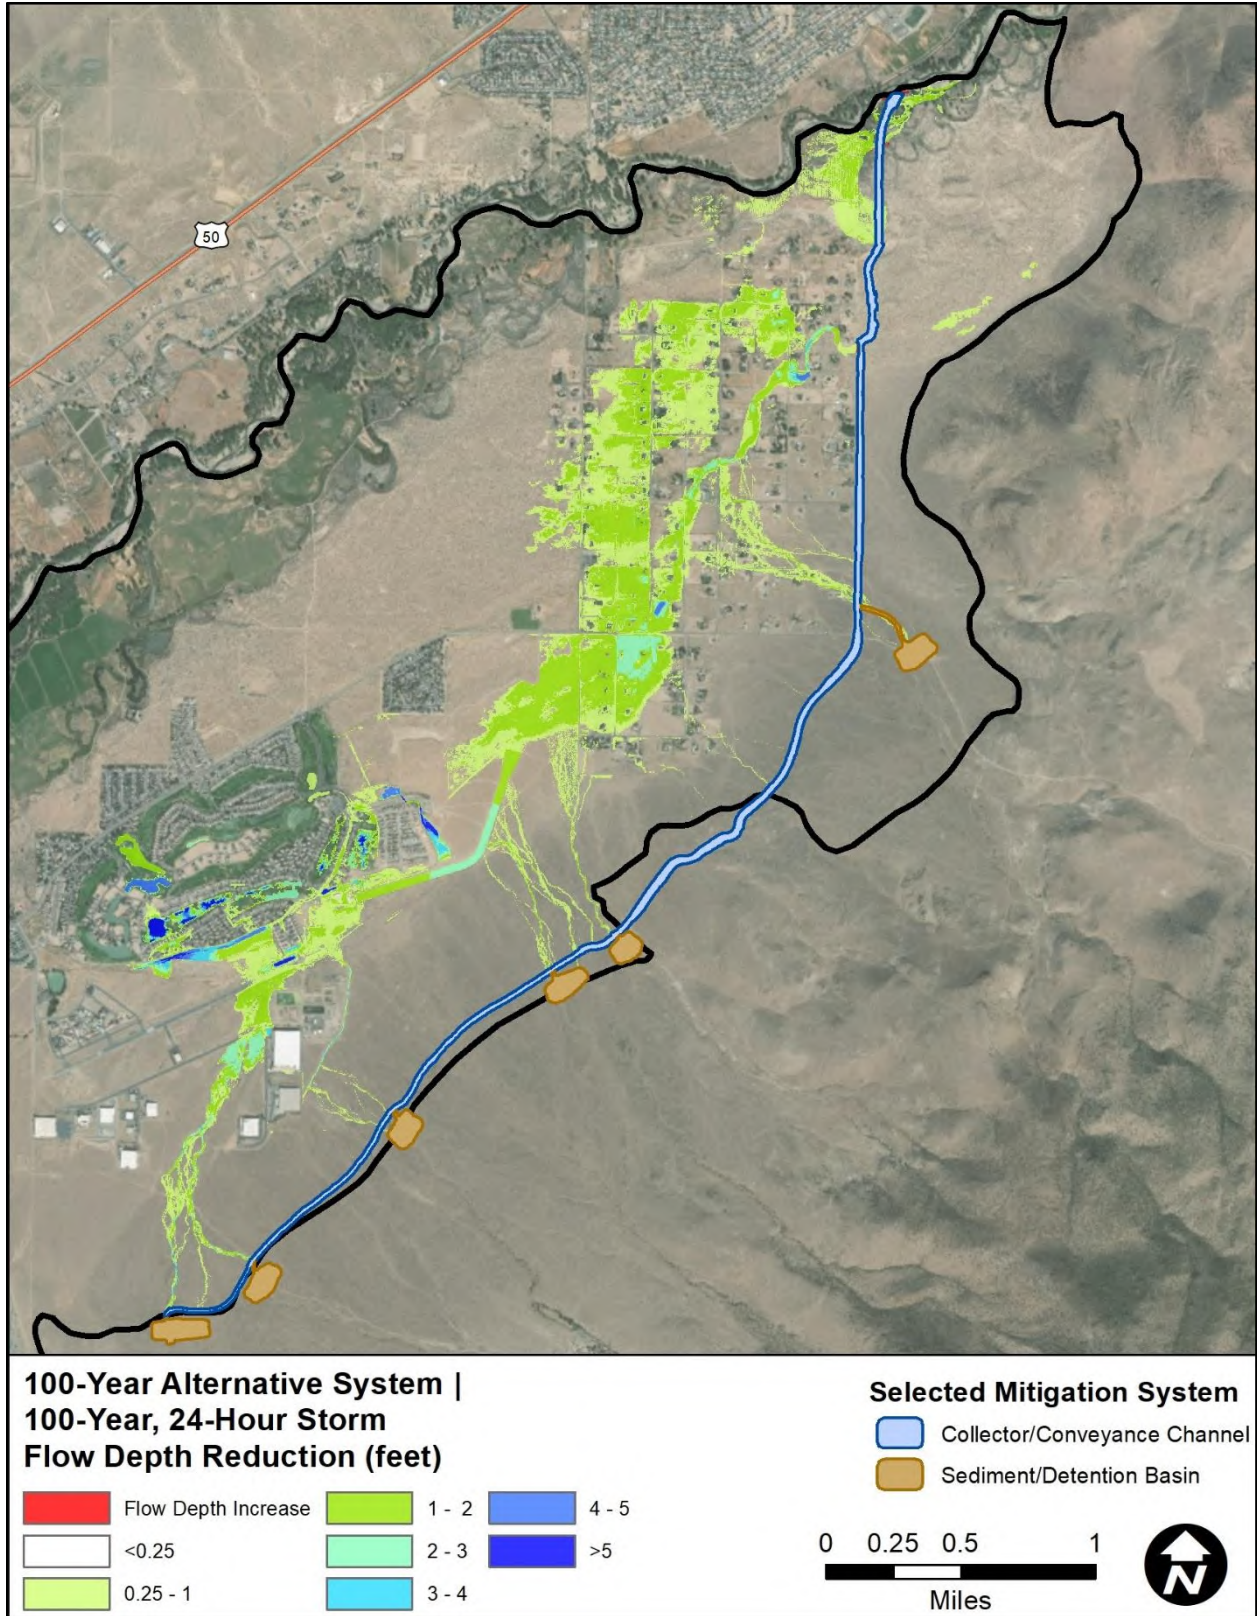 50
100-Year Alternative System |
100-Year, 24-Hour Storm
Flow Depth Reduction (feet)
Flow Depth Increase
<0.25
0.25 - 1
1 - 2
2 - 3
3 - 4
4 - 5
>5
Selected Mitigation System
Collector/Conveyance Channel
Sediment/Detention Basin
0 0.25 0.5 1
Miles
N